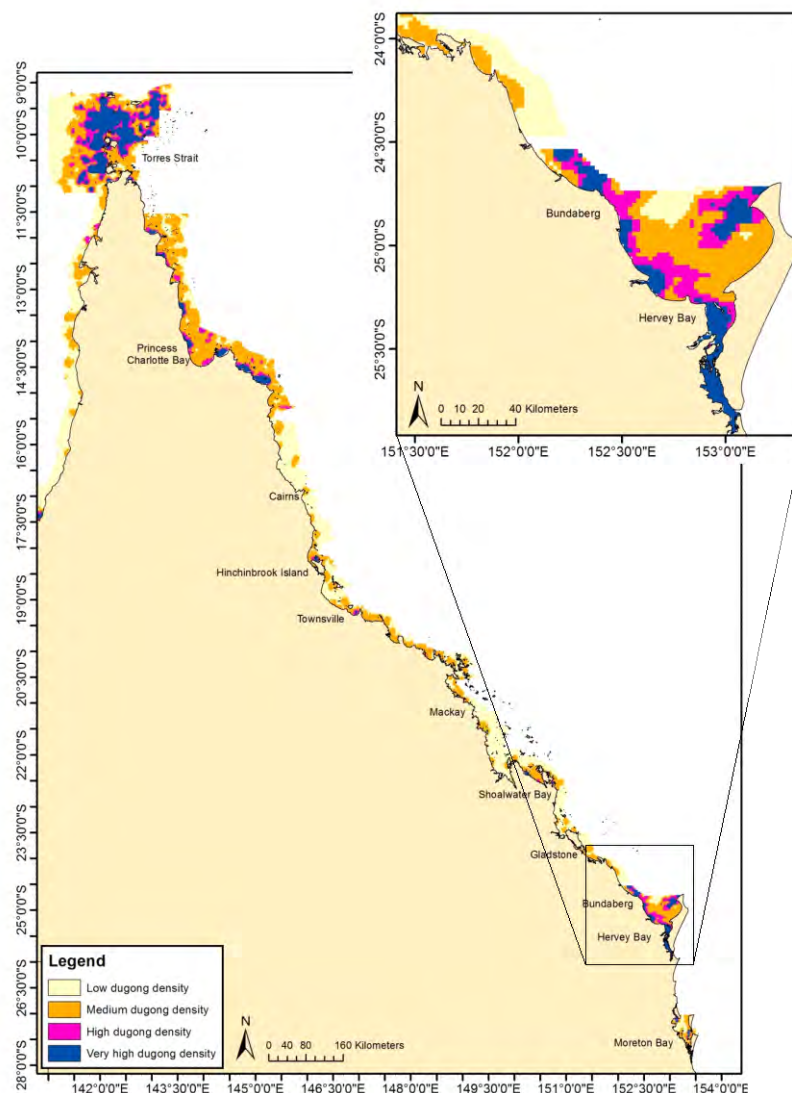 24°0'0"S
24°30'0"S
25°0'0"S
25°30'0"S
Bundaberg
Hervey Bay
N
0 10 20 40 Kilometers
151°30'0"E
152°0'0"E
152°30'0"E
153°0'0"E
9°0'0"S
10°0'0"S
11°30'0"S
13°0'0"S
14°30'0"S
16°0'0"S
17°30'0"S
19°0'0"S
20°30'0"S
22°0'0"S
23°30'0"S
25°0'0"S
26°30'0"S
28°0'0"S
Torres Strait
Princess
Charlotte Bay
Cairns
Hinchinbrook Island
Townsville
Mackay
Shoalwater Bay
Gladstone
Bundaberg
Hervey Bay
Moreton Bay
Legend
Low dugong density
Medium dugong density
High dugong density
Very high dugong density
N
0 40 80 160 Kilometers
142°0'0"E
143°30'0"E
145°0'0"E
146°30'0"E
148°0'0"E
149°30'0"E
151°0'0"E
152°30'0"E
154°0'0"E